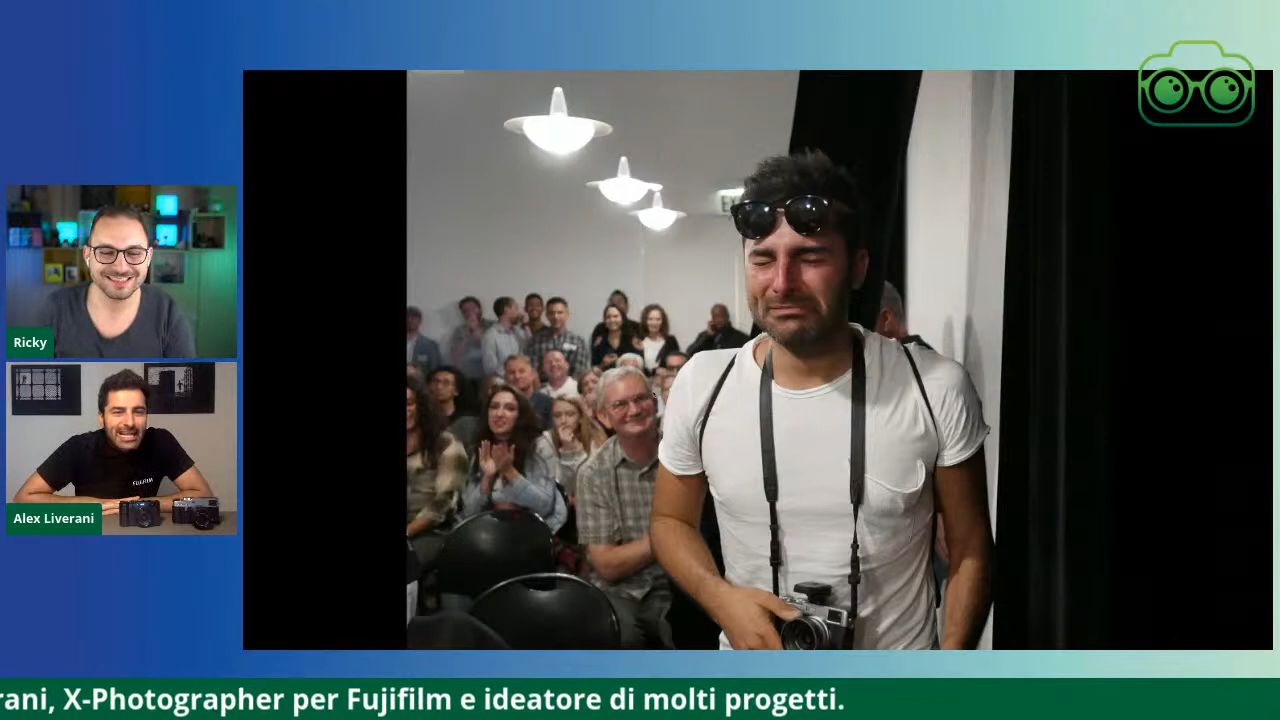 Ricky
FUJIFILM
Alex Liverani
rani, X-Photographer per Fujifilm e ideatore di molti progetti.